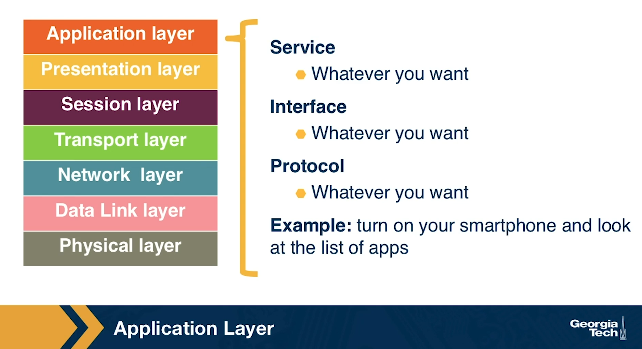 Application layer
Presentation layer
Session layer
Transport layer
Network layer
Data Link layer
Physical layer
Service
Whatever you want
Interface
Whatever you want
Protocol
Whatever you want
Example: turn on your smartphone and look
at the list of apps
Application Layer
Georgia
Tech